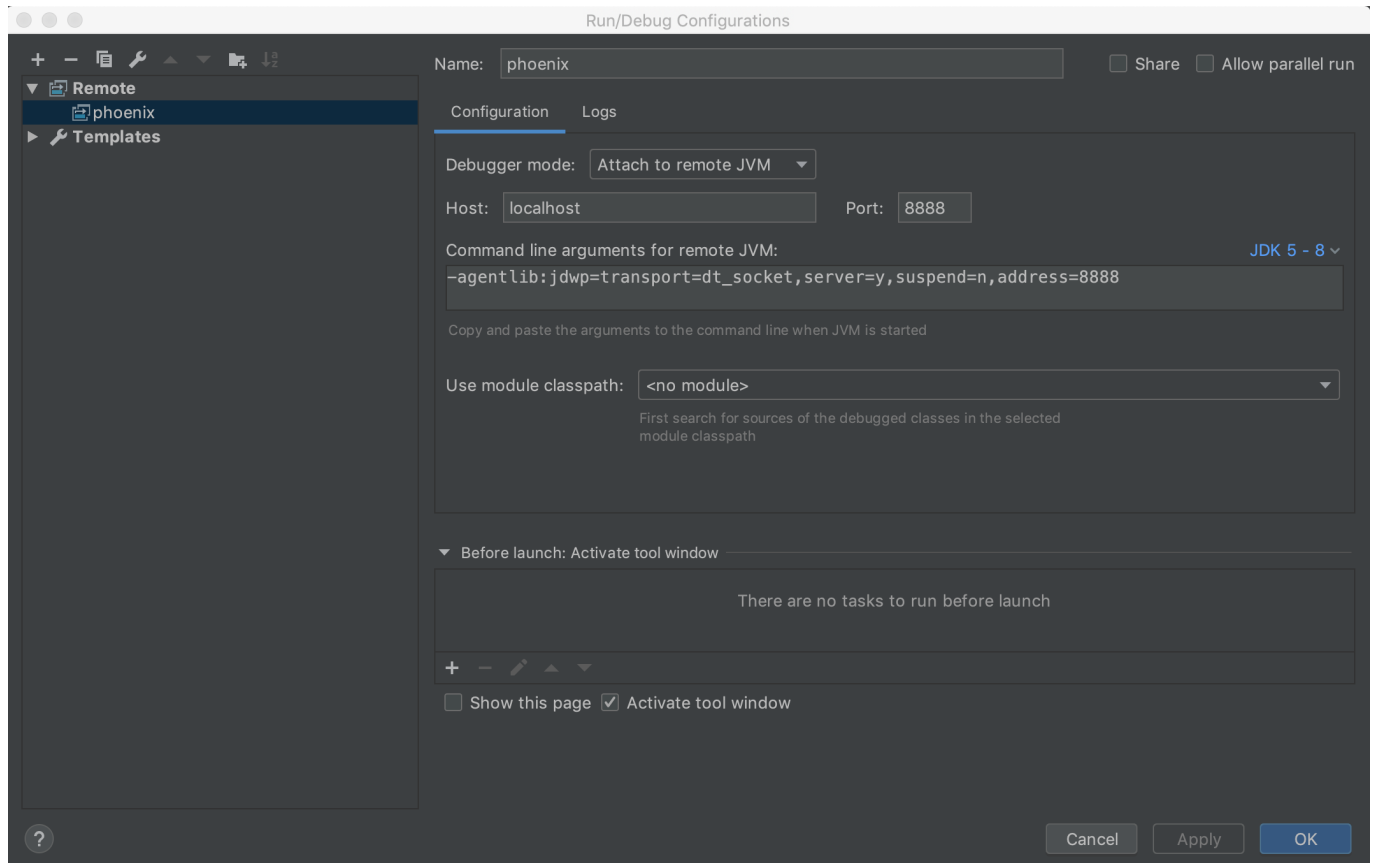 Run/Debug Configurations
Remote
phoenix
Templates
Name: phoenix Share Allow parallel run
Configuration Logs
Debugger mode: Attach to remote JVM
Host: localhost Port: 8888
Command line arguments for remote JVM: JDK 5 - 8
-agentlib:jdwp=transport=dt_socket,server=y,suspend=n,address=8888
Copy and paste the arguments to the command line when JVM is started
Use module classpath: <no module>
First search for sources of the debugged classes in the selected
module classpath
Before launch: Activate tool window
There are no tasks to run before launch
Show this page Activate tool window
? Cancel Apply OK